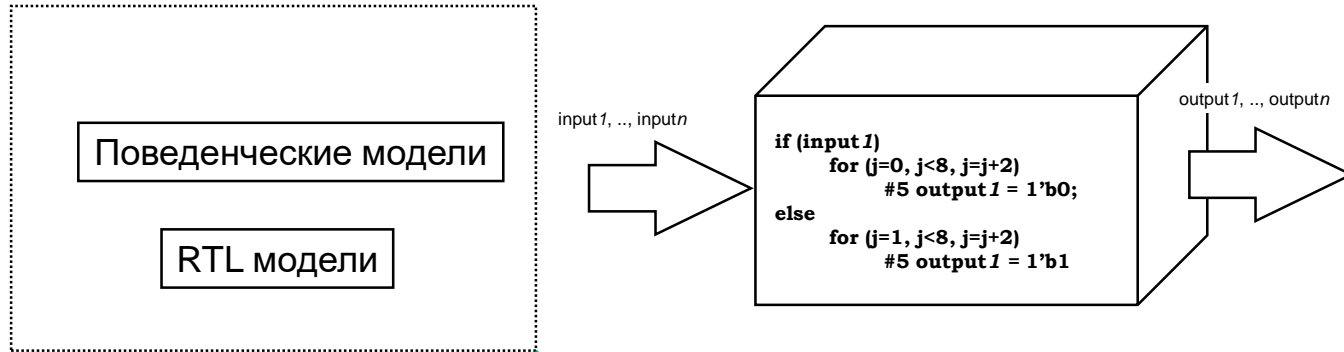 Поведенческие модели
RTL модели
input1, .., inputn
if (input1)
for (j=0, j<8, j=j+2)
#5 output1 = 1’b0;
else
for (j=1, j<8, j=j+2)
#5 output1 = 1’b1
output1, .., outputn